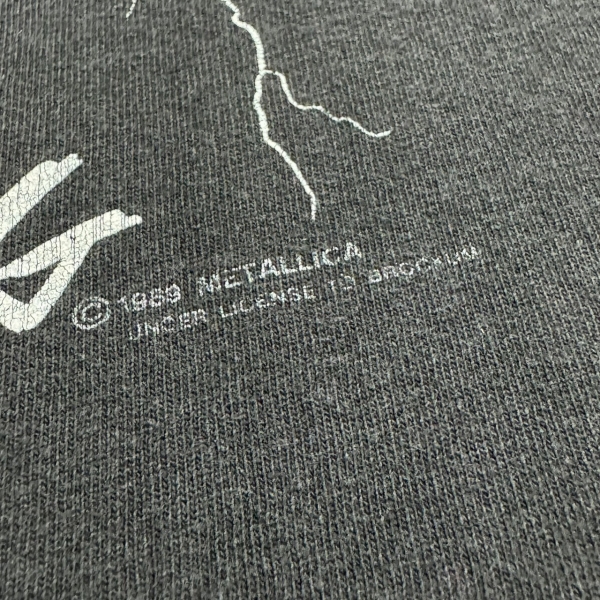 G
© 1989 METALLICA
UNDER LICENSE TO BROCKUM